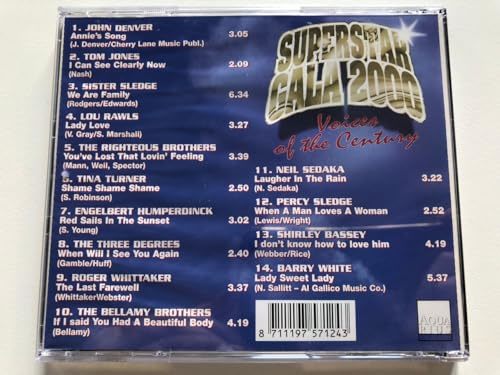 1. JOHN DENVER
Annie's Song 3.05
(J. Denver/Cherry Lane Music Publ.)
2. TOM JONES
I Can See Clearly Now 2.09
(Nash)
3. SISTER SLEDGE
We Are Family 6.34
(Rodgers/Edwards)
4. LOU RAWLS
Lady Love 3.27
(V. Gray/S. Marshall)
5. THE RIGHTEOUS BROTHERS
You've Lost That Lovin' Feeling 3.39
(Mann, Weil, Spector)
6. TINA TURNER
Shame Shame Shame 2.50
(S. Robinson)
7. ENGELBERT HUMPERDINCK
Red Sails In The Sunset 3.02
(S. Young)
8. THE THREE DEGREES
When Will I See You Again 2.40
(Gamble/Huff)
9. ROGER WHITTAKER
The Last Farewell 3.37
(WhittakerWebster)
10. THE BELLAMY BROTHERS
If I said You Had A Beautiful Body 4.19
(Bellamy)
SUPERSTAR
GALA 2000
Voices
of the Century
11. NEIL SEDAKA
Laugher In The Rain 3.22
(N. Sedaka)
12. PERCY SLEDGE
When A Man Loves A Woman 2.52
(Lewis/Wright)
13. SHIRLEY BASSEY
I don't know how to love him 4.19
(Webber/Rice)
14. BARRY WHITE
Lady Sweet Lady 5.37
(N. Sallitt - Al Gallico Music Co.)
8 711197 571243
AQUA
PLUS